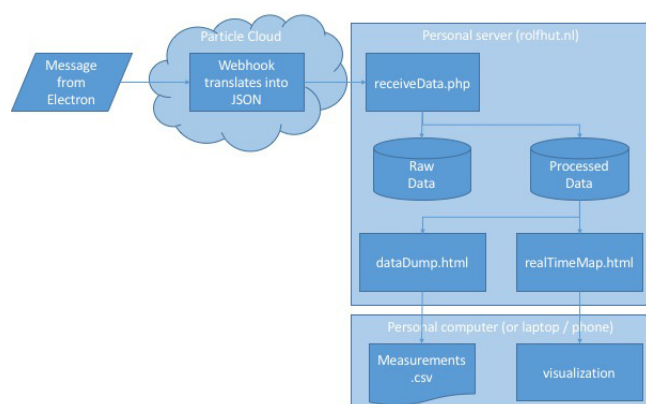 Particle Cloud
Personal server (rolfhut.nl)
Message
from
Electron
Webhook
translates into
JSON
receiveData.php
Raw
Data
Processed
Data
dataDump.html
realTimeMap.html
Personal computer (or laptop / phone)
Measurements
.csv
visualization